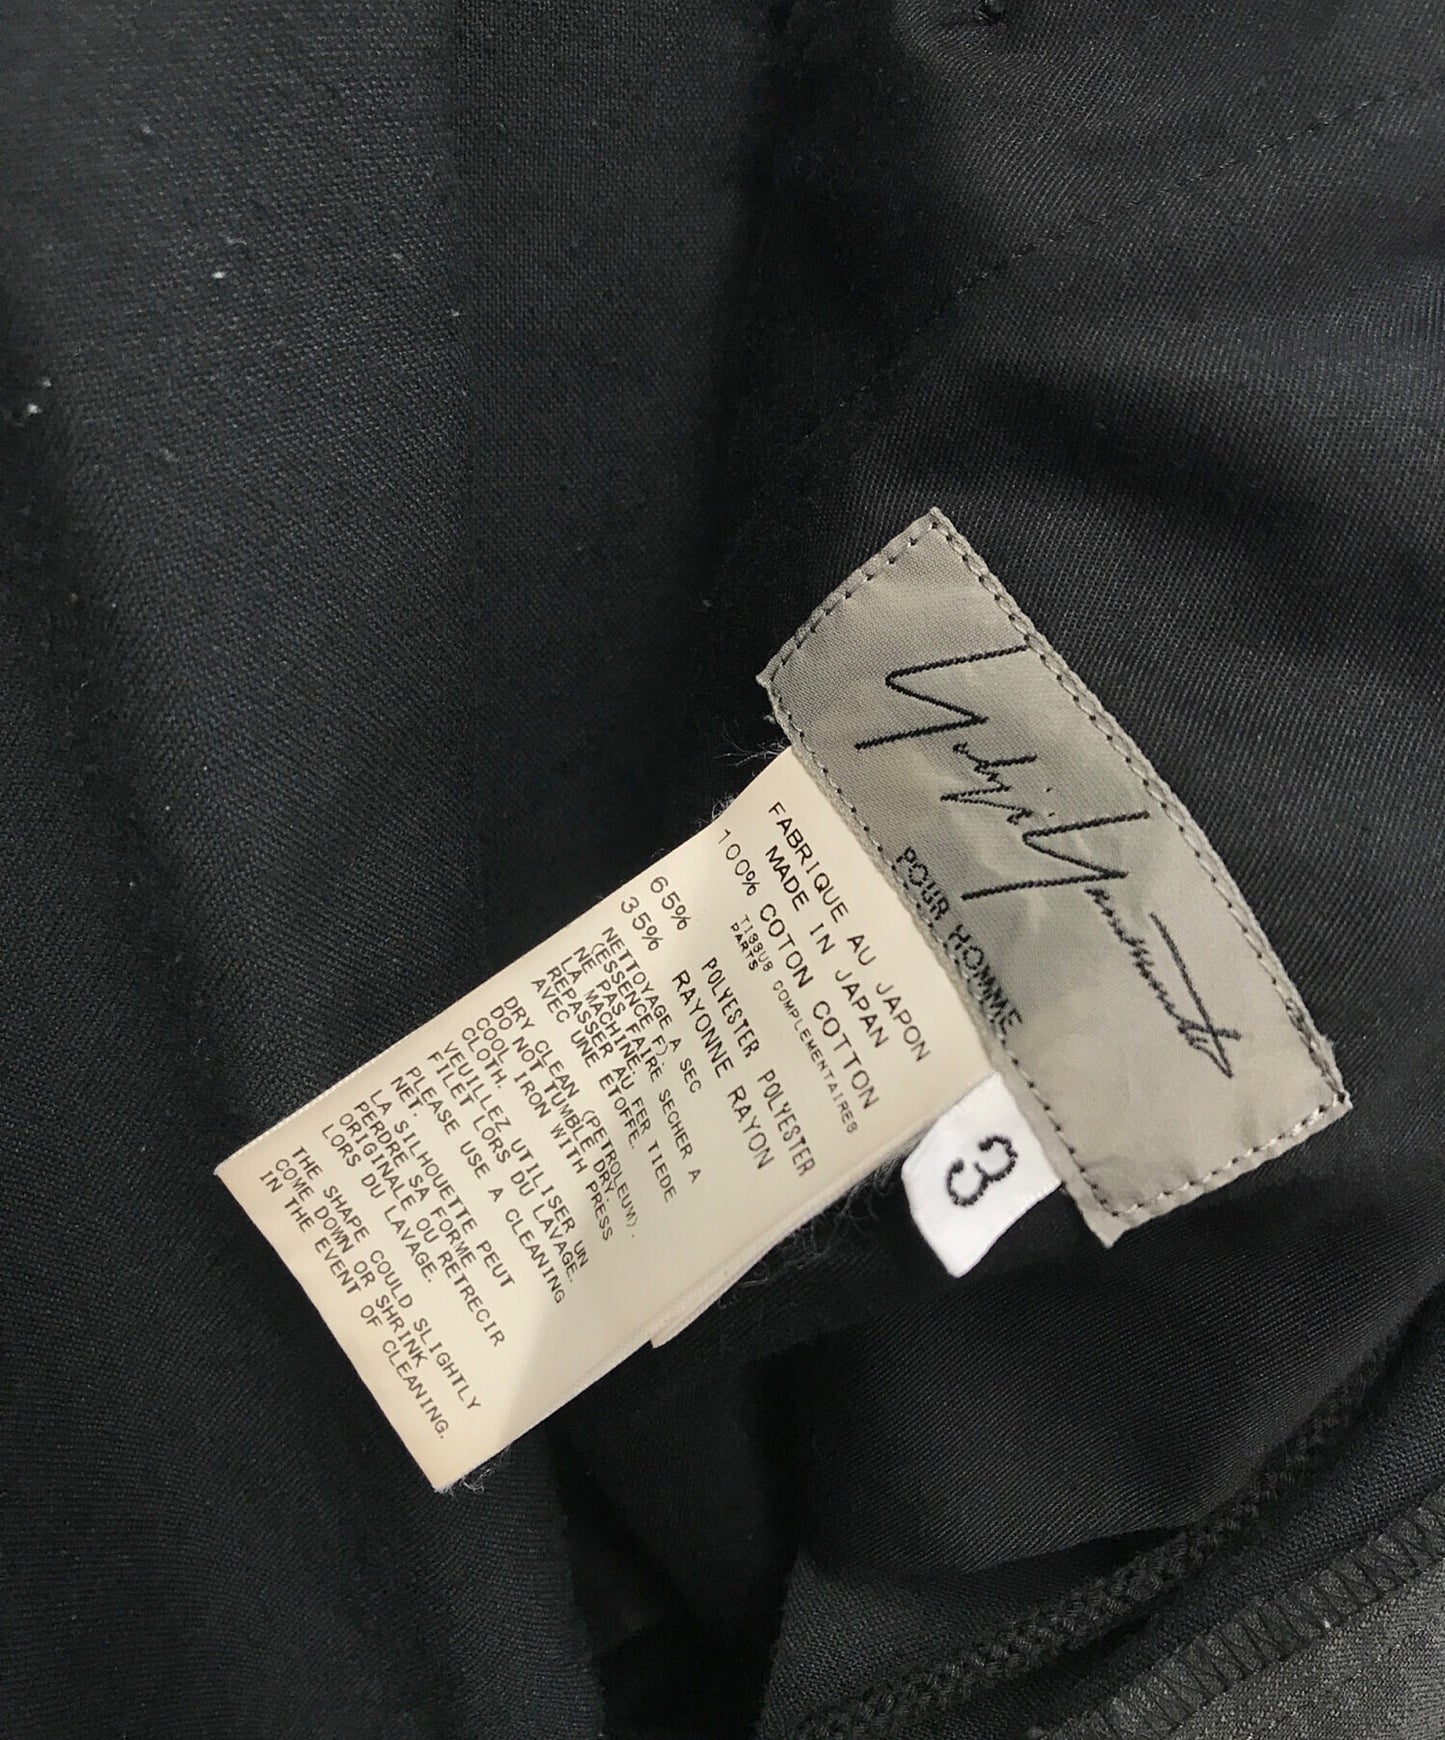 Yohji Yamamoto
POUR HOMME
3
FABRIQUE AU JAPON
MADE IN JAPAN
100% COTON COTTON
TISSUS COMPLEMENTAIRES
PARTS
65% POLYESTER POLYESTER
35% RAYONNE RAYON
NETTOYAGE A SEC
(ESSENCE F).
NE PAS FAIRE SECHER A
LA MACHINE.
REPASSER AU FER TIEDE
AVEC UNE ETOFFE.
DRY CLEAN (PETROLEUM).
DO NOT TUMBLE DRY.
COOL IRON WITH PRESS
CLOTH.
VEUILLEZ UTILISER UN
FILET LORS DU LAVAGE.
PLEASE USE A CLEANING
NET.
LA SILHOUETTE PEUT
PERDRE SA FORME
ORIGINALE OU RETRECIR
LORS DU LAVAGE.
THE SHAPE COULD SLIGHTLY
COME DOWN OR SHRINK
IN THE EVENT OF CLEANING.